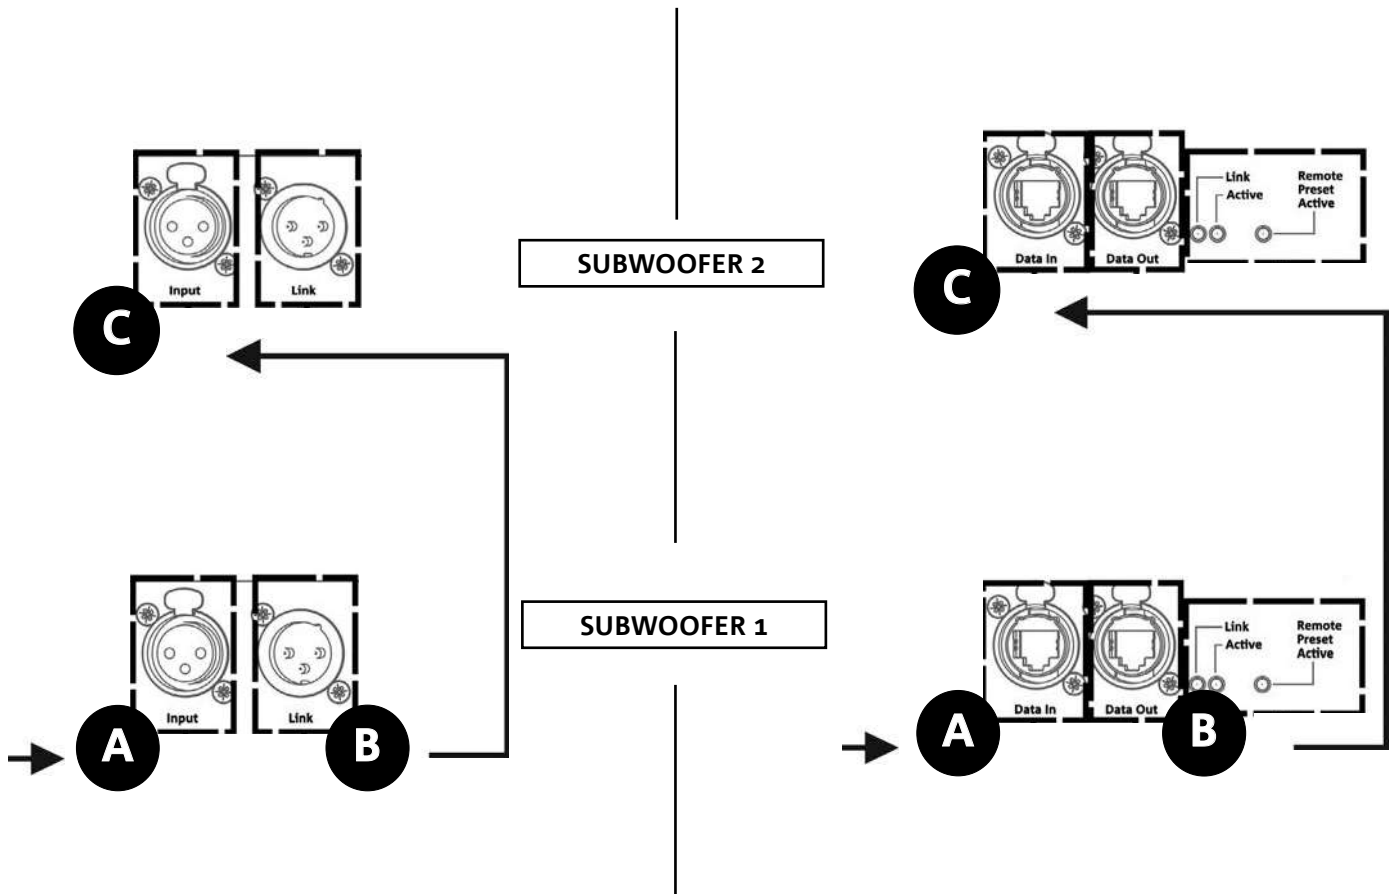 Input
Link
C
SUBWOOFER 2
Link
Active
Remote
Preset
Active
Data In
Data Out
C
Input
Link
A
B
SUBWOOFER 1
Link
Active
Remote
Preset
Active
Data In
Data Out
A
B